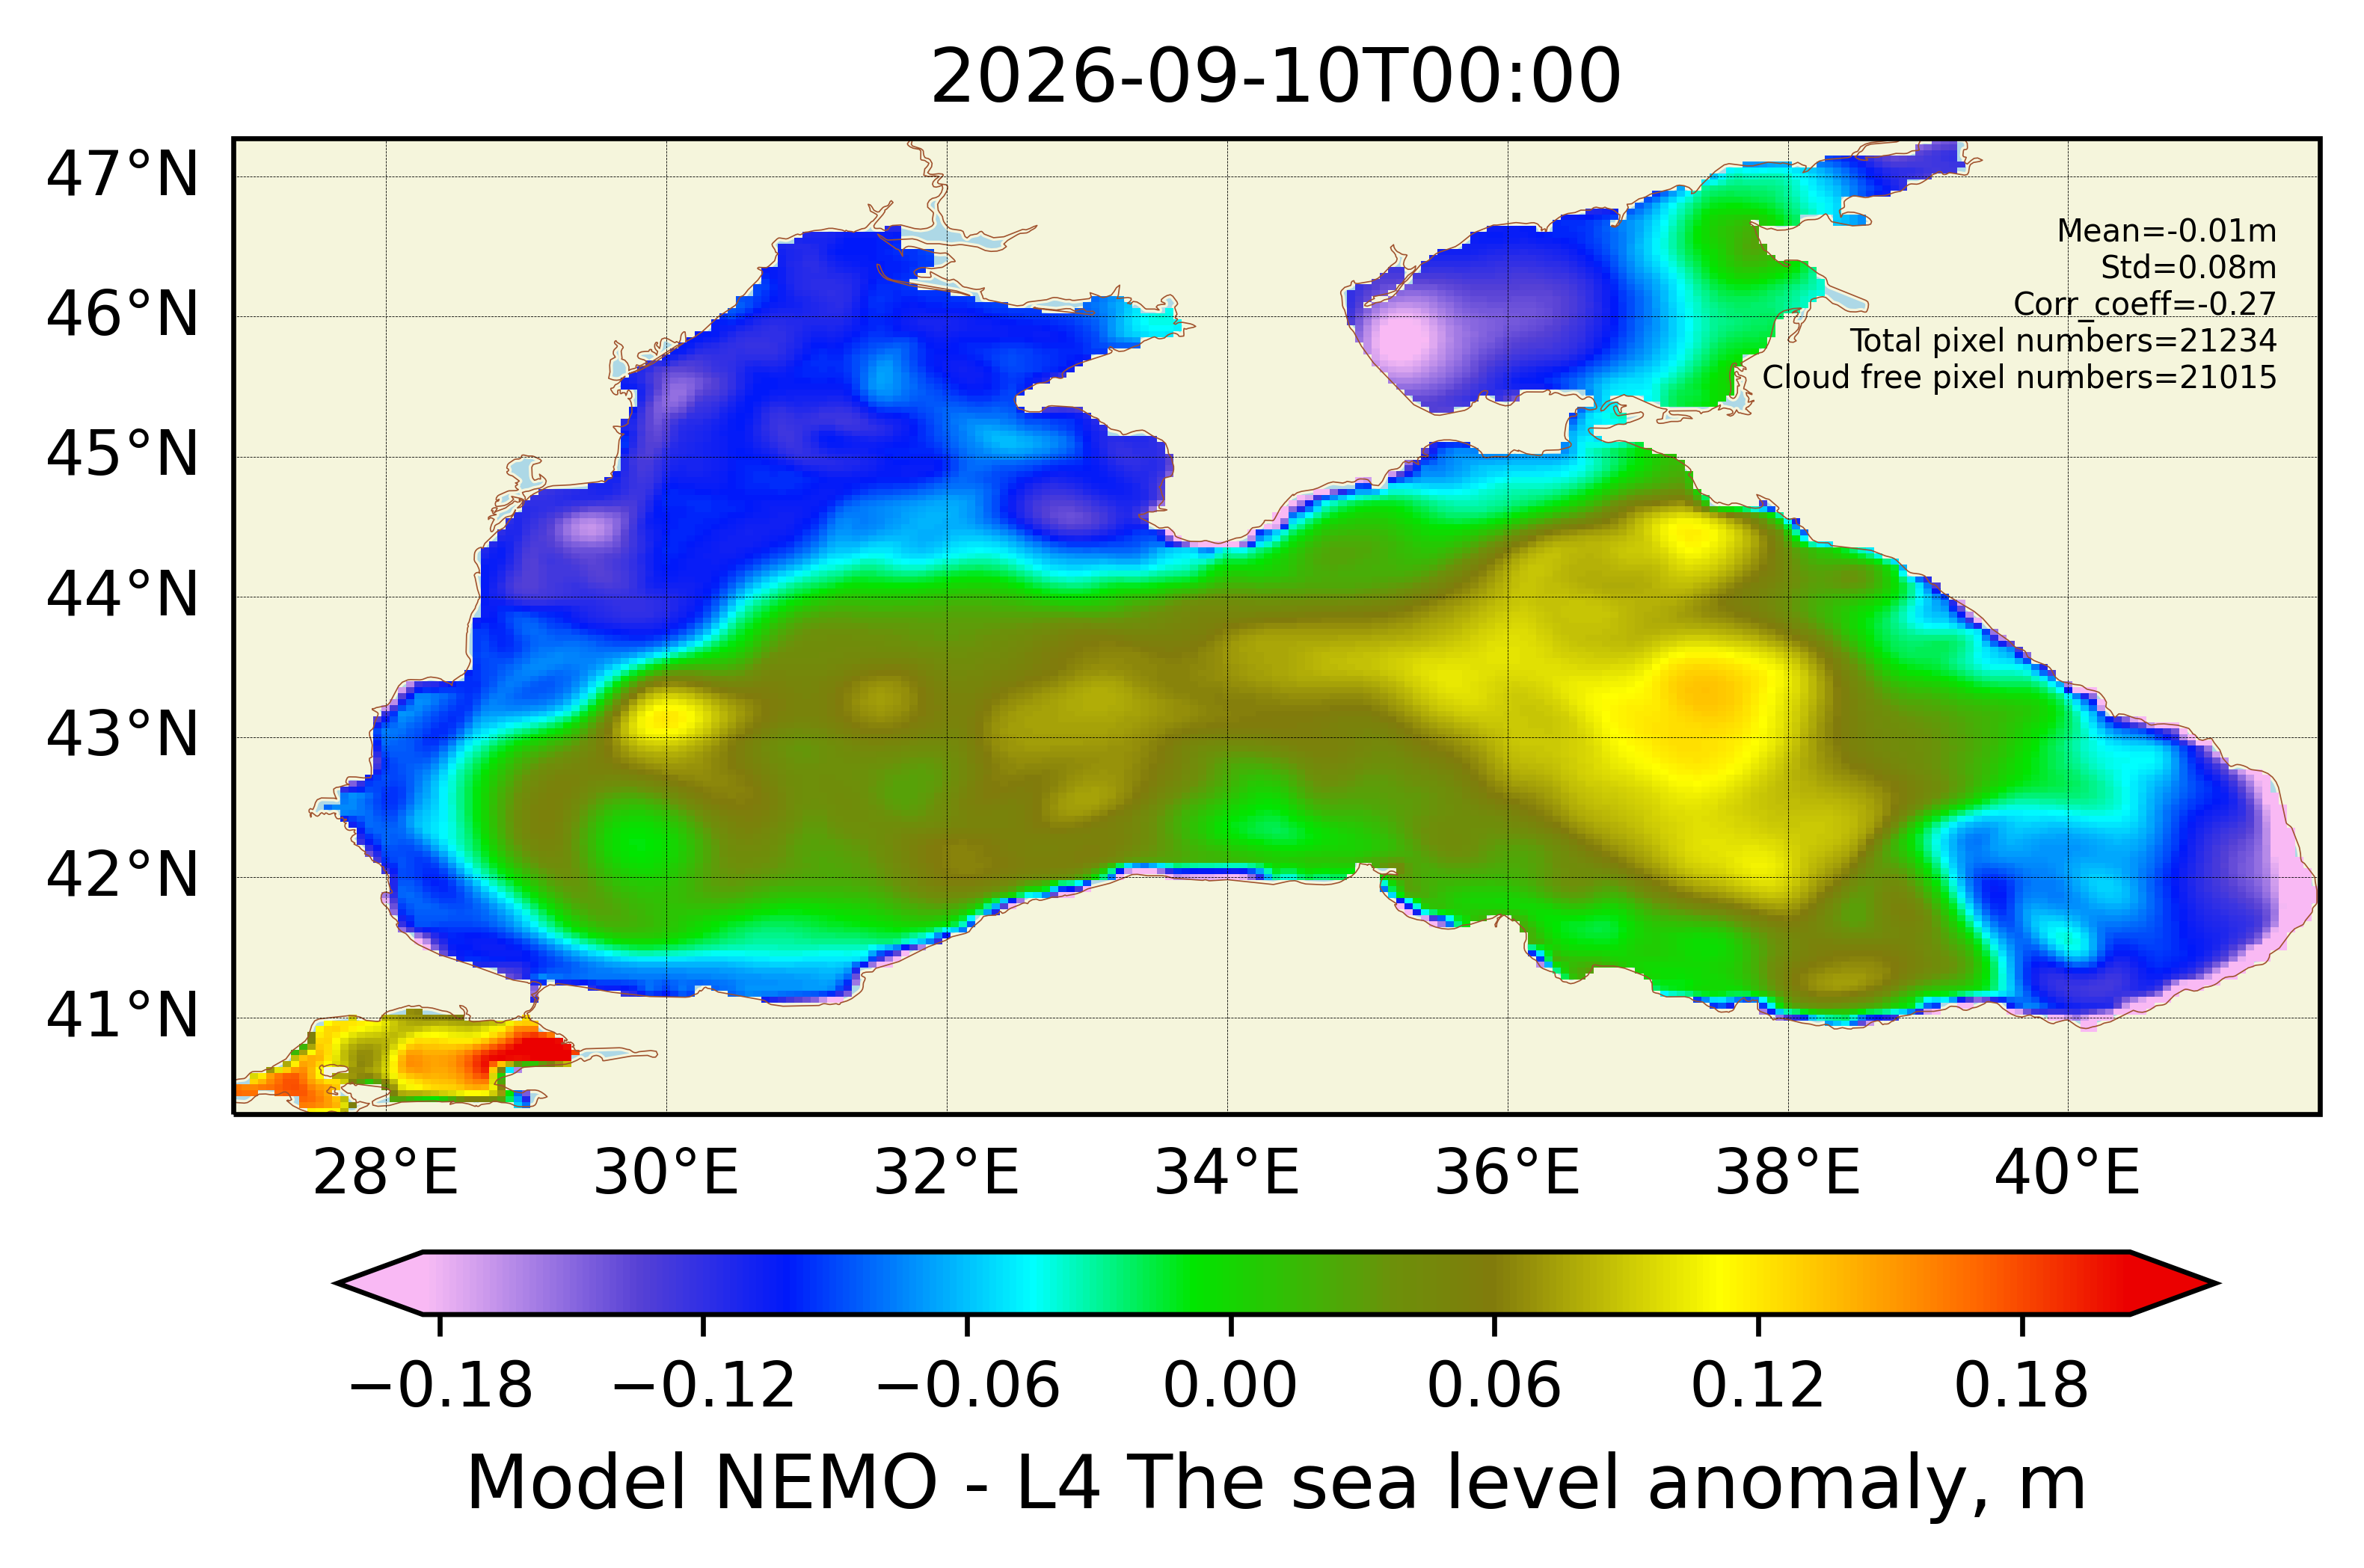 2026-09-10T00:00
47°N
46°N
45°N
44°N
43°N
42°N
41°N
Mean=-0.01m
Std=0.08m
Corr_coeff=-0.27
Total pixel numbers=21234
Cloud free pixel numbers=21015
28°E 30°E 32°E 34°E 36°E 38°E 40°E
−0.18 −0.12 −0.06 0.00 0.06 0.12 0.18
Model NEMO - L4 The sea level anomaly, m